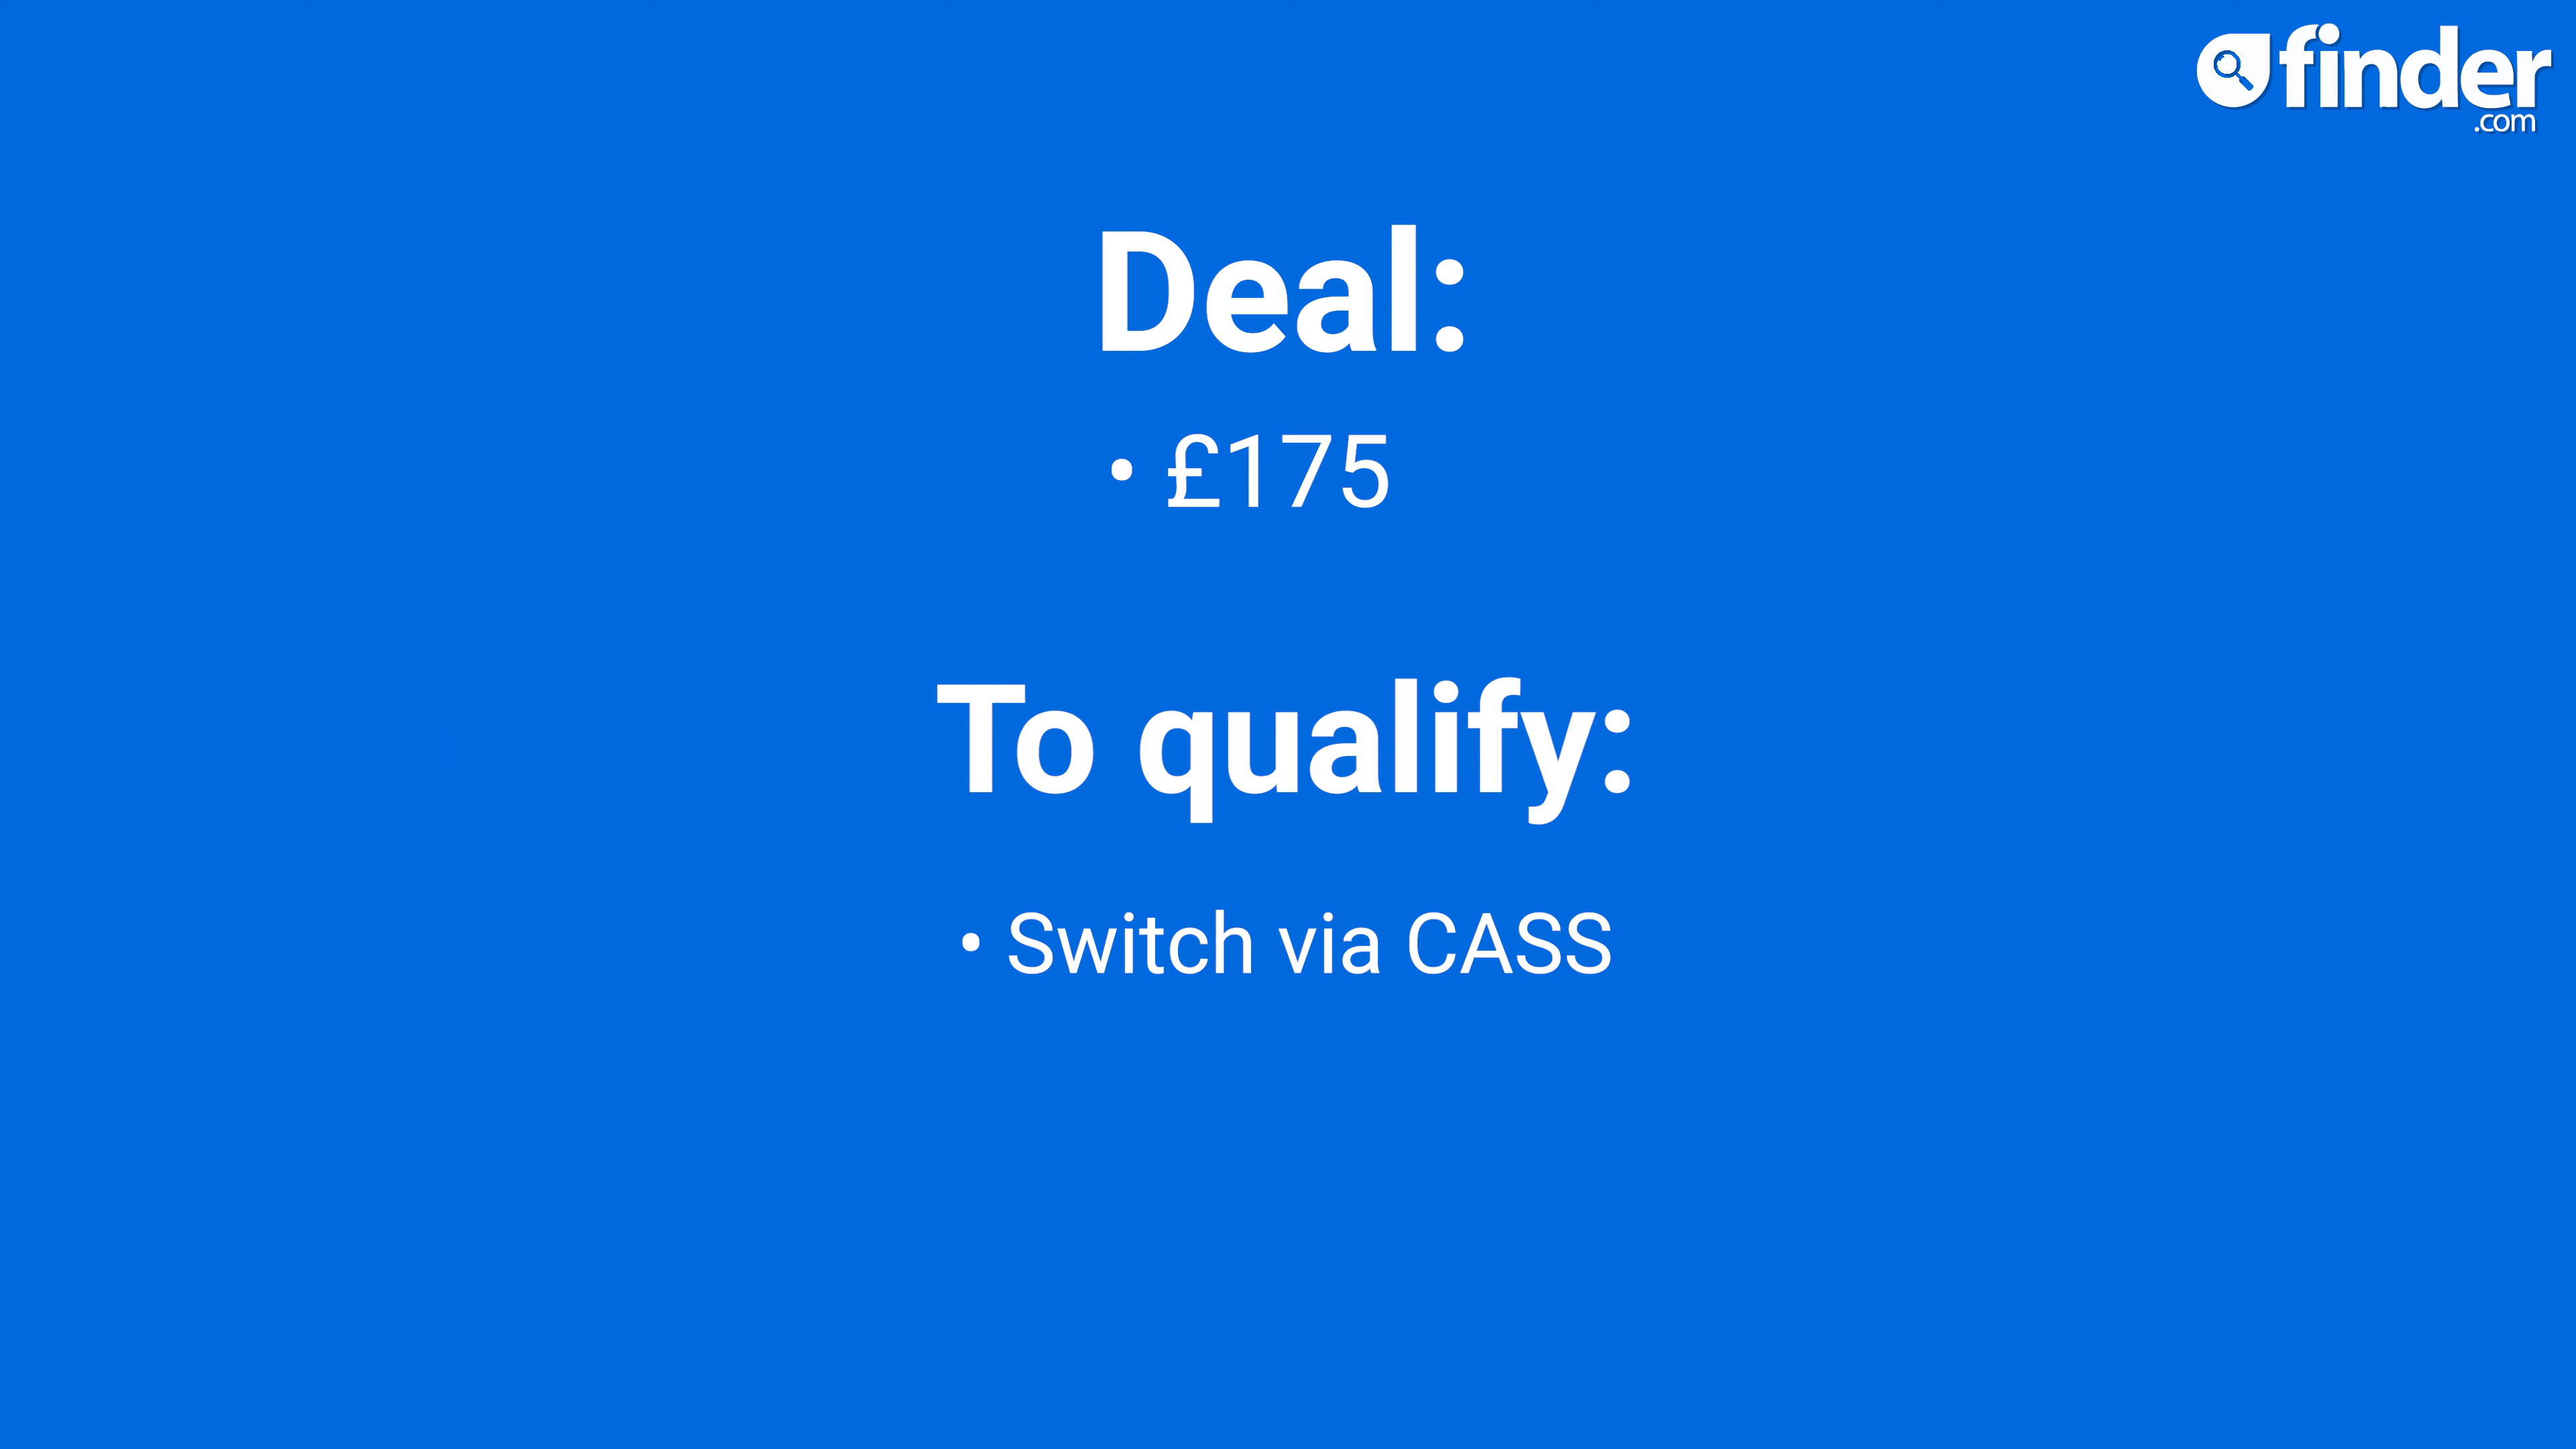 finder
.com
Deal:
• £175
To qualify:
• Switch via CASS